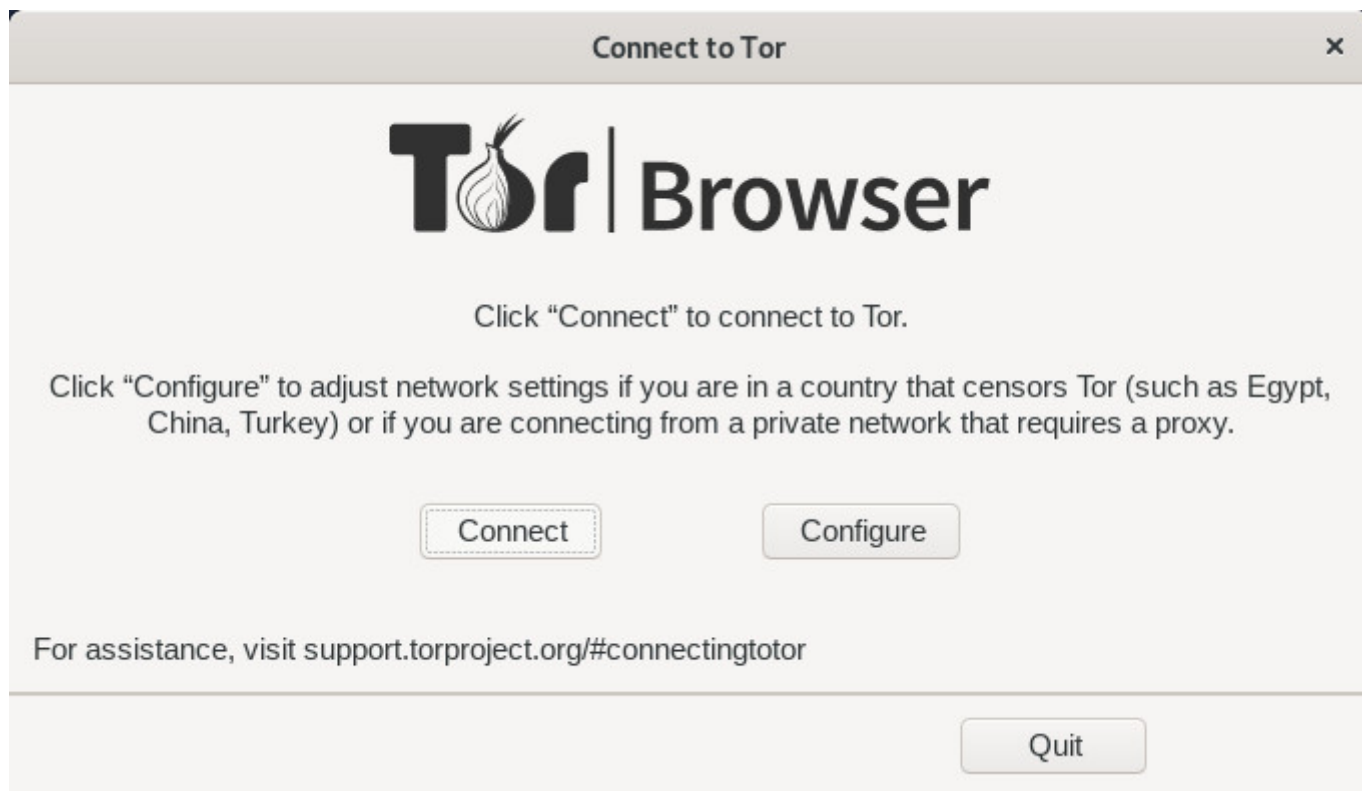 Connect to Tor ×
Tor Browser
Click “Connect” to connect to Tor.
Click “Configure” to adjust network settings if you are in a country that censors Tor (such as Egypt,
China, Turkey) or if you are connecting from a private network that requires a proxy.
Connect Configure
For assistance, visit support.torproject.org/#connectingtotor
Quit